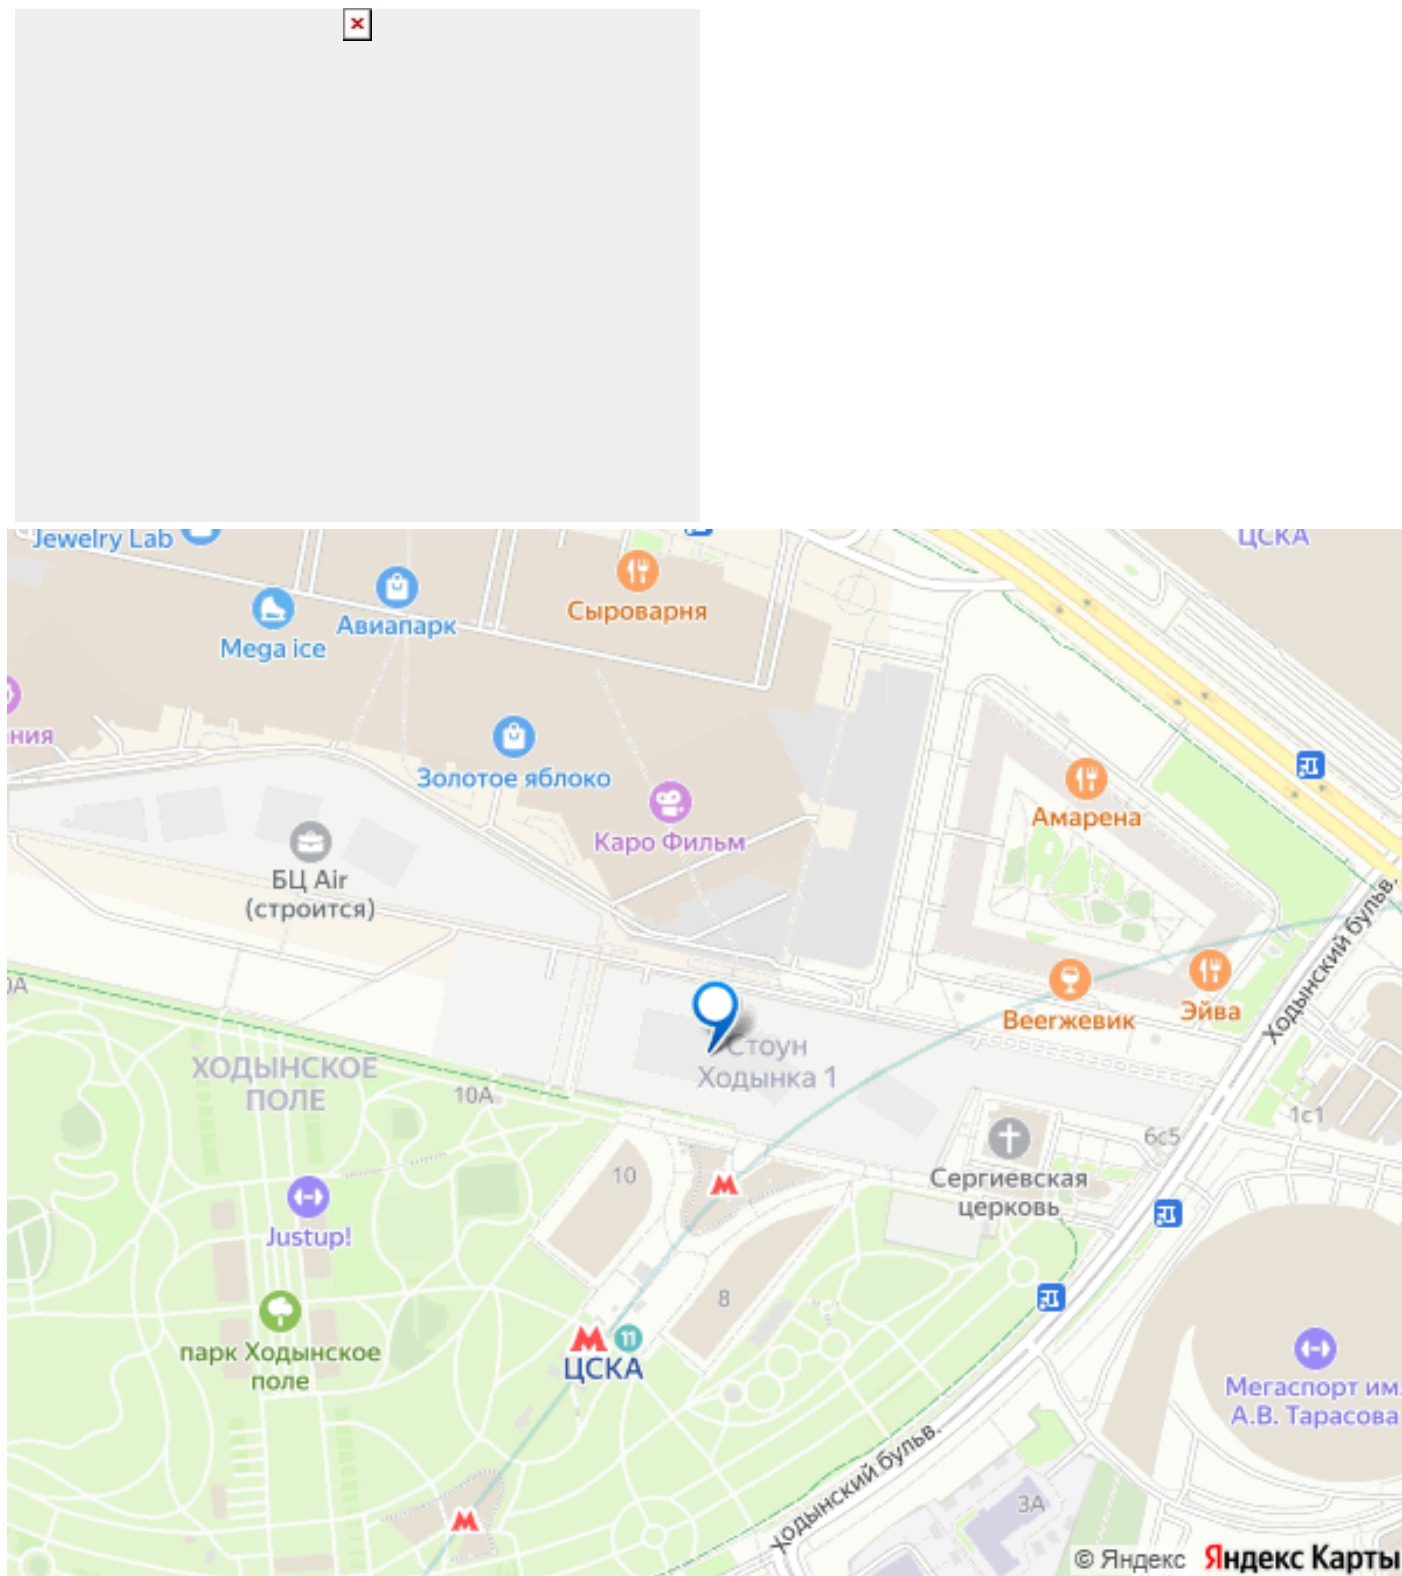 Jewelry Lab
ЦСКА
Сыроварня
Авиапарк
Mega ice
ния
Золотое яблоко
Амарена
Каро Фильм
БЦ Air
(строится)
Ходынский бульв.
0А
Эйва
Beerжевик
Стоун
Ходынка 1
ХОДЫНСКОЕ
ПОЛЕ
10А
1с1
6с5
10
Сергиевская
церковь
Justup!
8
11
ЦСКА
парк Ходынское
поле
Мегаспорт им.
А.В. Тарасова
Ходынский бульв.
3А
© Яндекс Яндекс Карты